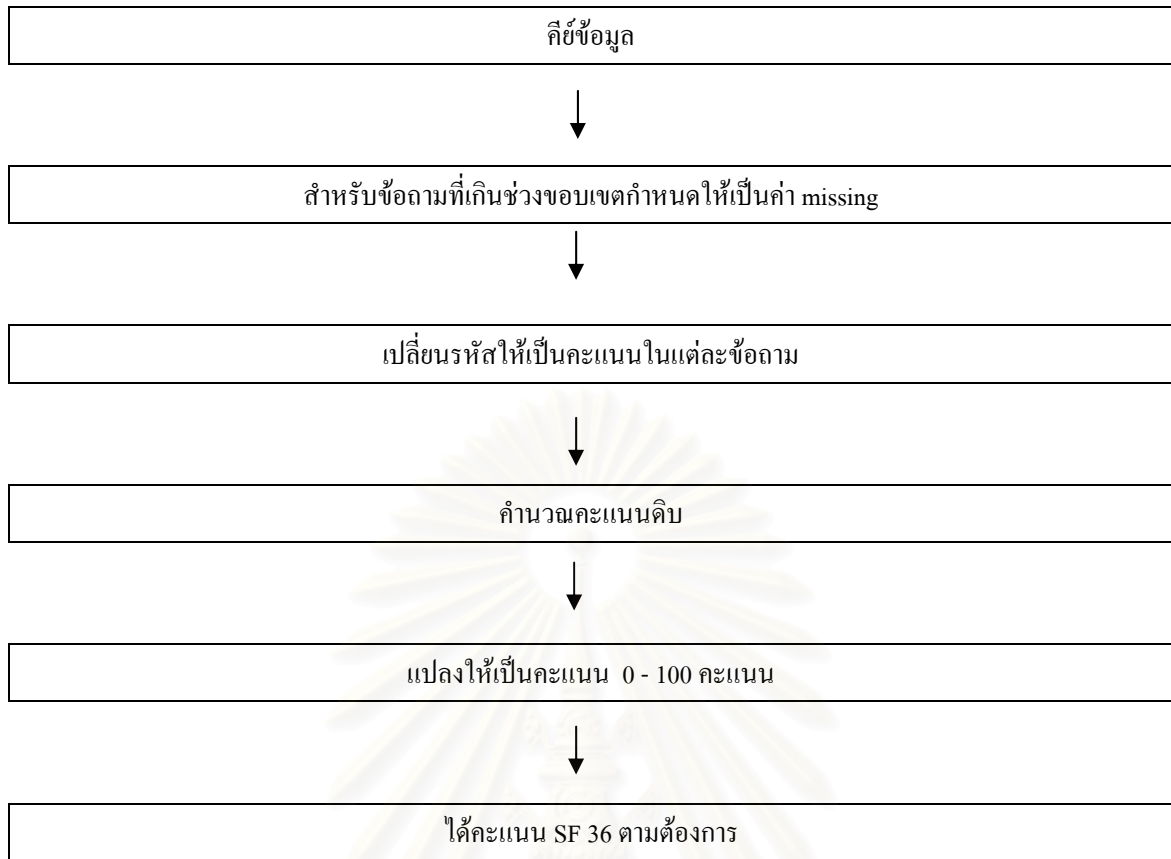 คีย์ข้อมูล
สำหรับข้อถามที่เกินช่วงขอบเขตกำหนดให้เป็นค่า missing
เปลี่ยนรหัสให้เป็นคะแนนในแต่ละข้อถาม
คำนวณคะแนนดิบ
แปลงให้เป็นคะแนน 0 - 100 คะแนน
ได้คะแนน SF 36 ตามต้องการ